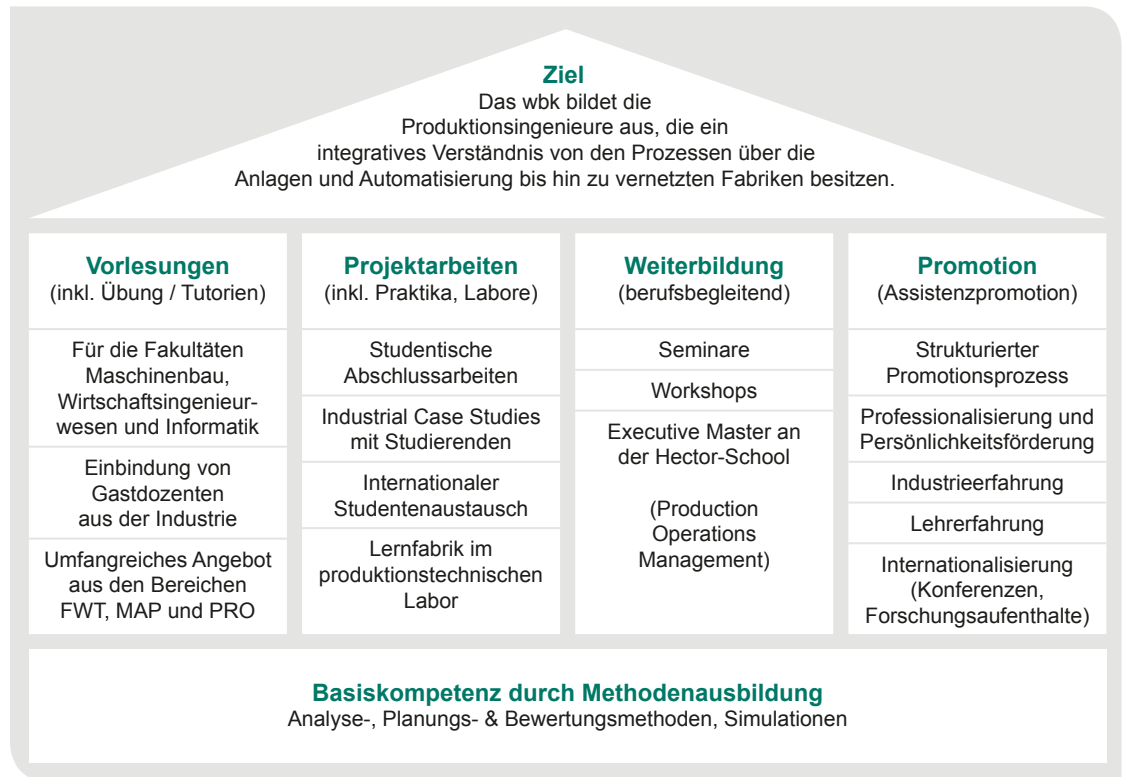 Ziel
Das wbk bildet die
Produktionsingenieure aus, die ein
integratives Verständnis von den Prozessen über die
Anlagen und Automatisierung bis hin zu vernetzten Fabriken besitzen.
Vorlesungen
(inkl. Übung / Tutorien)
Für die Fakultäten
Maschinenbau,
Wirtschaftsingenieur-
wesen und Informatik
Einbindung von
Gastdozenten
aus der Industrie
Umfangreiches Angebot
aus den Bereichen
FWT, MAP und PRO
Projektarbeiten
(inkl. Praktika, Labore)
Studentische
Abschlussarbeiten
Industrial Case Studies
mit Studierenden
Internationaler
Studentenaustausch
Lernfabrik im
produktionstechnischen
Labor
Weiterbildung
(berufsbegleitend)
Seminare
Workshops
Executive Master an
der Hector-School
(Production
Operations
Management)
Promotion
(Assistenzpromotion)
Strukturierter
Promotionsprozess
Professionalisierung und
Persönlichkeitsförderung
Industrieerfahrung
Lehrerfahrung
Internationalisierung
(Konferenzen,
Forschungsaufenthalte)
Basiskompetenz durch Methodenausbildung
Analyse-, Planungs- & Bewertungsmethoden, Simulationen